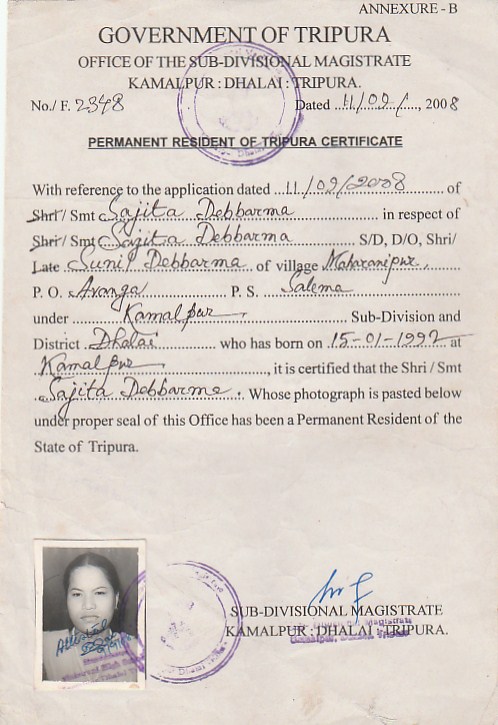 ANNEXURE - B
GOVERNMENT OF TRIPURA
OFFICE OF THE SUB-DIVISIONAL MAGISTRATE
KAMALPUR : DHALAI : TRIPURA.
No./ F. 2348 Dated 11/02/, 2008
PERMANENT RESIDENT OF TRIPURA CERTIFICATE
With reference to the application dated 11/02/2008 of
Shri / Smt Sajita Debbarma in respect of
Shri / Smt Sajita Debbarma S/D, D/O, Shri/
Late Sunil Debbarma of village Maharanipur.
P. O. Avanga P. S. Salema
under Kamalpur Sub-Division and
District Dhalai who has born on 15-01-1992 at
Kamalpur, it is certified that the Shri / Smt
Sajita Debbarma. Whose photograph is pasted below
under proper seal of this Office has been a Permanent Resident of the
State of Tripura.
Attested
SUB-DIVISIONAL MAGISTRATE
KAMALPUR : DHALAI : TRIPURA.